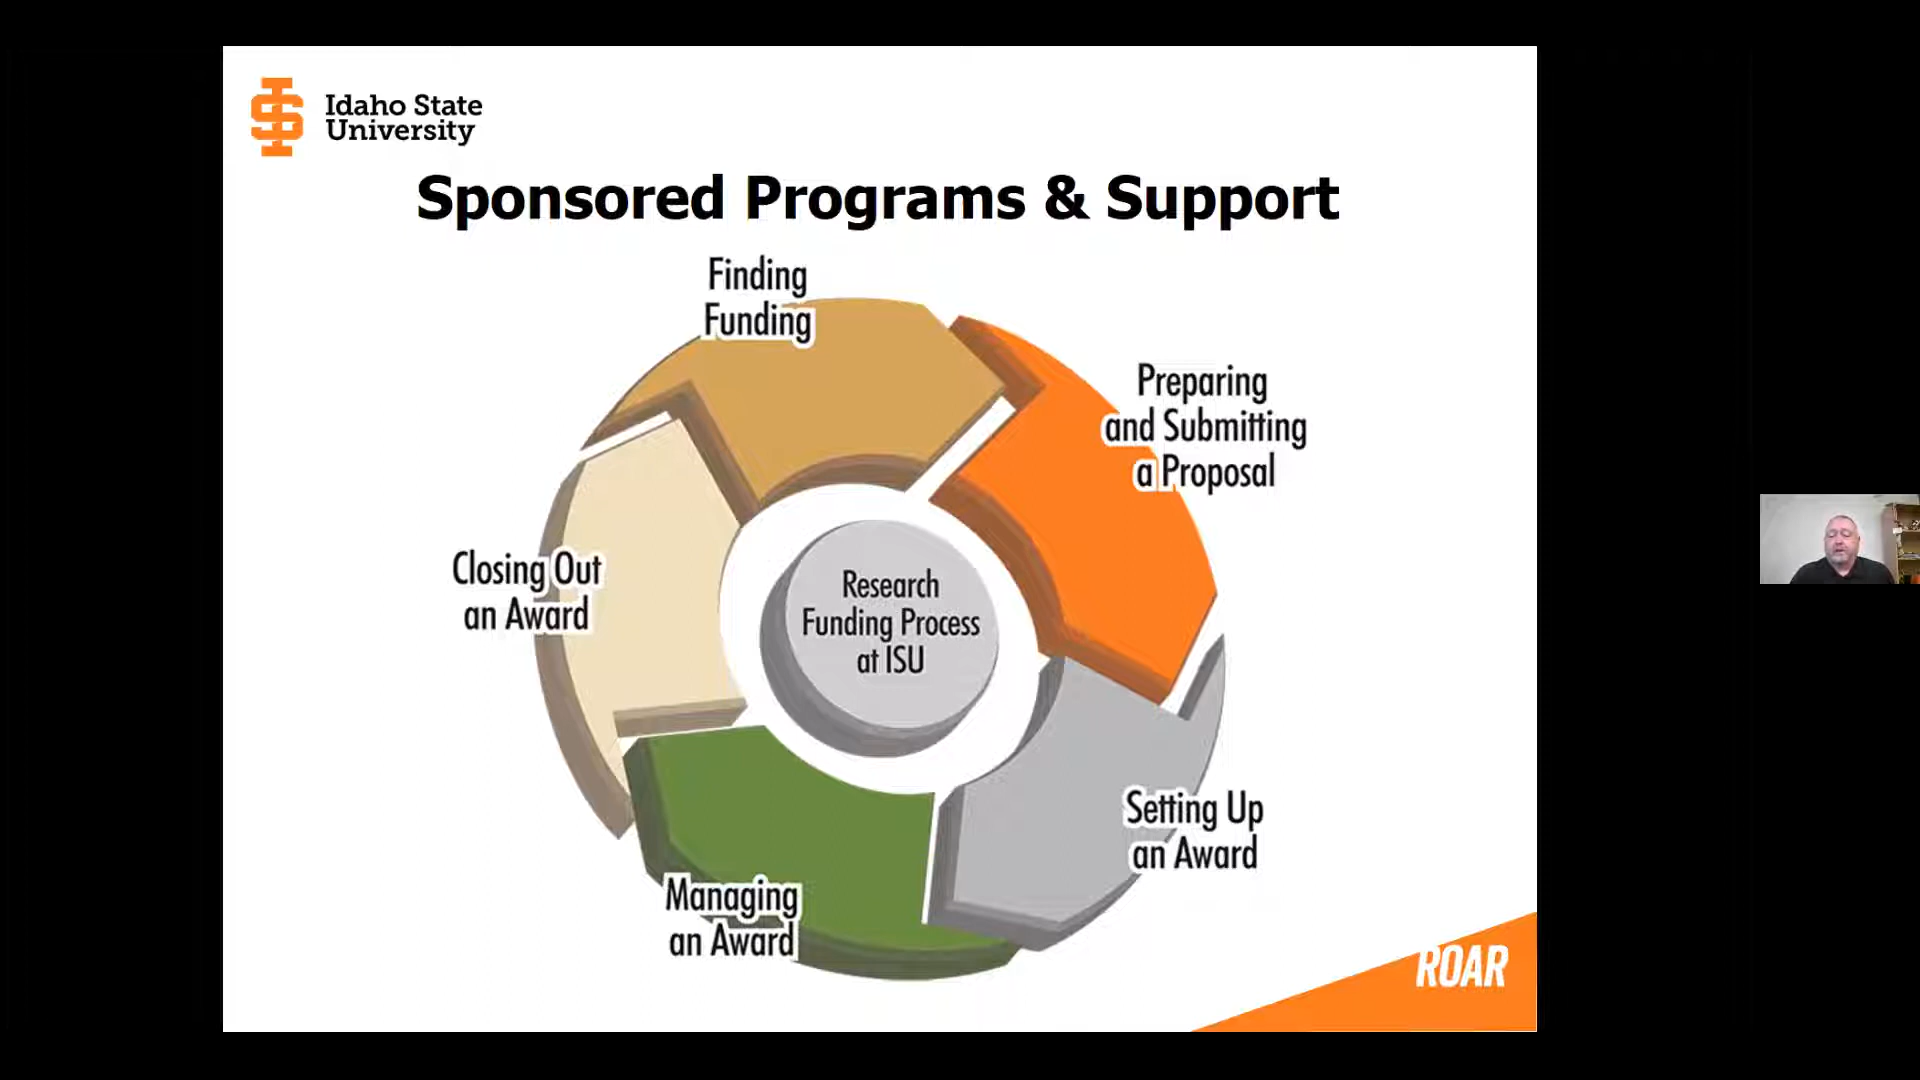 Idaho State
University
Sponsored Programs & Support
Finding
Funding
Preparing
and Submitting
a Proposal
Setting Up
an Award
Managing
an Award
Closing Out
an Award
Research
Funding Process
at ISU
ROAR